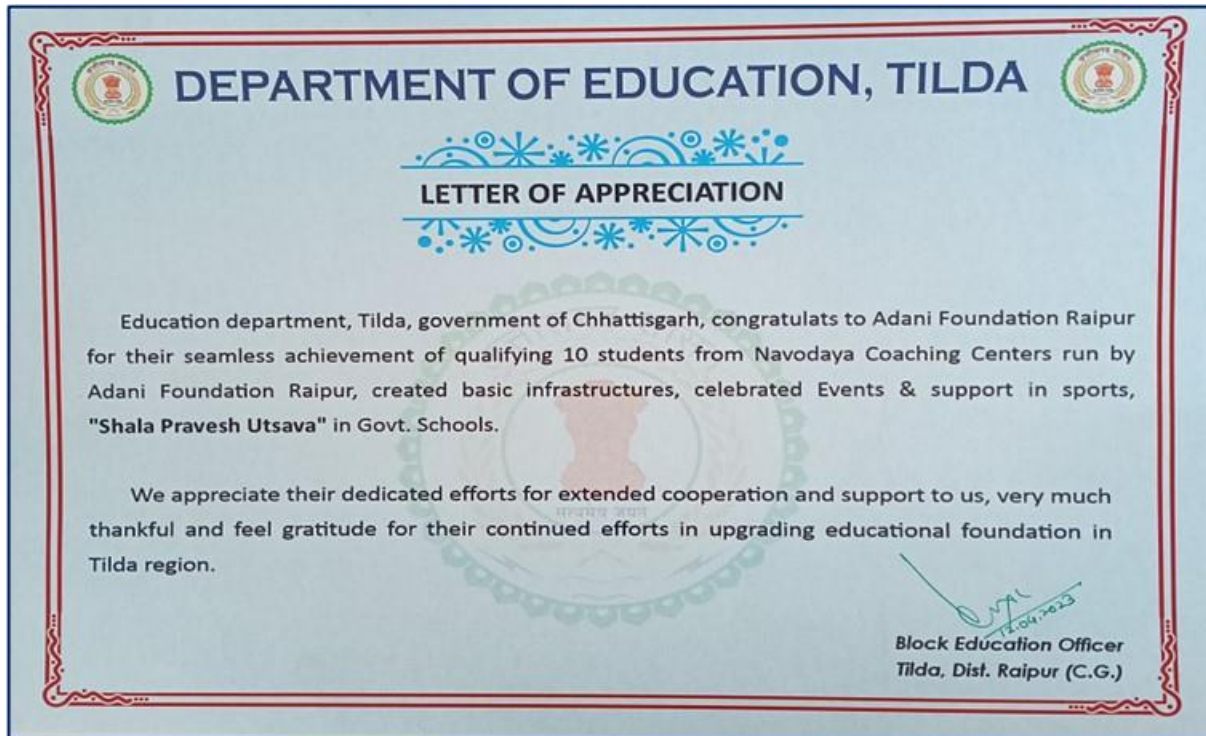 DEPARTMENT OF EDUCATION, TILDA
LETTER OF APPRECIATION
Education department, Tilda, government of Chhattisgarh, congratulats to Adani Foundation Raipur
for their seamless achievement of qualifying 10 students from Navodaya Coaching Centers run by
Adani Foundation Raipur, created basic infrastructures, celebrated Events & support in sports,
"Shala Pravesh Utsava" in Govt. Schools.
We appreciate their dedicated efforts for extended cooperation and support to us, very much
thankful and feel gratitude for their continued efforts in upgrading educational foundation in
Tilda region.
सत्यमेव जयते
Block Education Officer
Tilda, Dist. Raipur (C.G.)